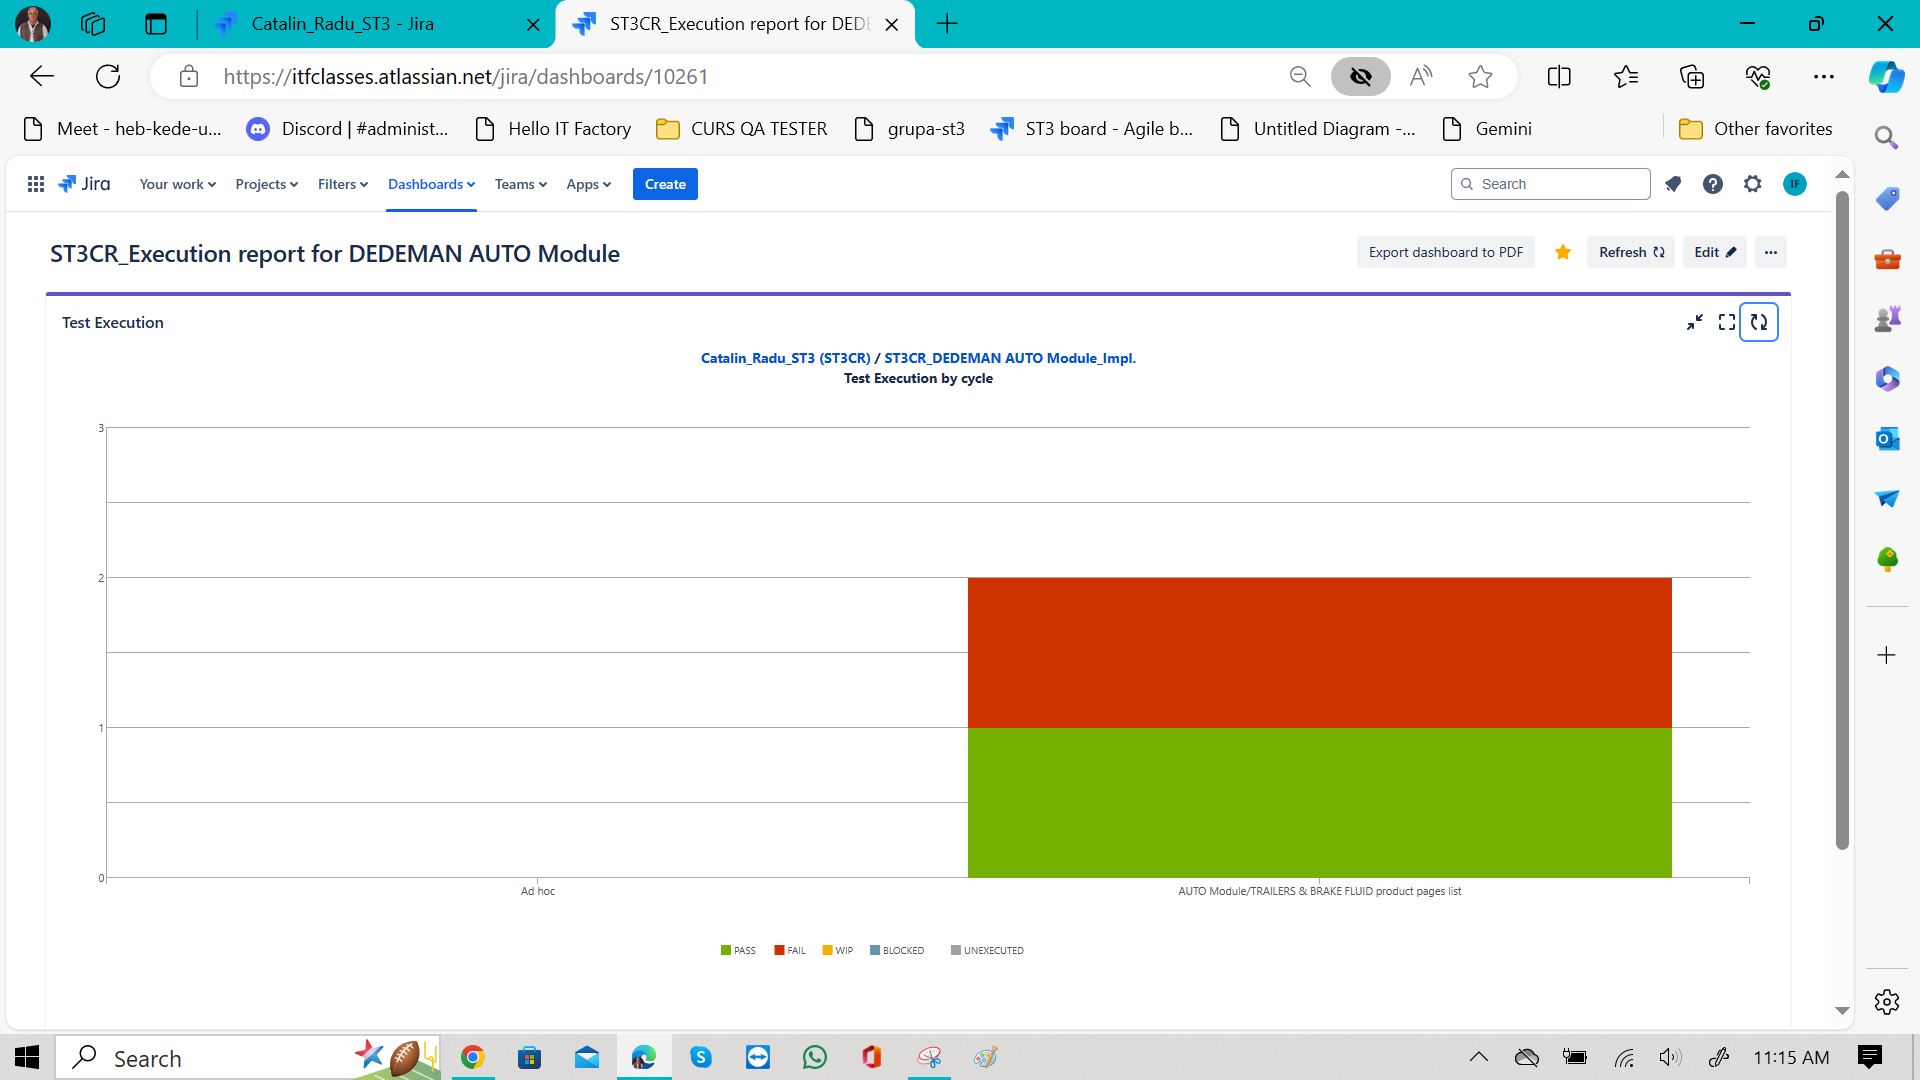 Catalin_Radu_ST3 - Jira
ST3CR_Execution report for DEDE
https://itfclasses.atlassian.net/jira/dashboards/10261
Meet - heb-kede-u...
Discord | #administ...
Hello IT Factory
CURS QA TESTER
grupa-st3
ST3 board - Agile b...
Untitled Diagram -...
Gemini
Other favorites
Jira
Your work
Projects
Filters
Dashboards
Teams
Apps
Create
Search
IF
ST3CR_Execution report for DEDEMAN AUTO Module
Export dashboard to PDF
Refresh
Edit
Test Execution
Catalin_Radu_ST3 (ST3CR) / ST3CR_DEDEMAN AUTO Module_Impl.
Test Execution by cycle
3
2
1
0
Ad hoc
AUTO Module/TRAILERS & BRAKE FLUID product pages list
PASS
FAIL
WIP
BLOCKED
UNEXECUTED
Search
11:15 AM